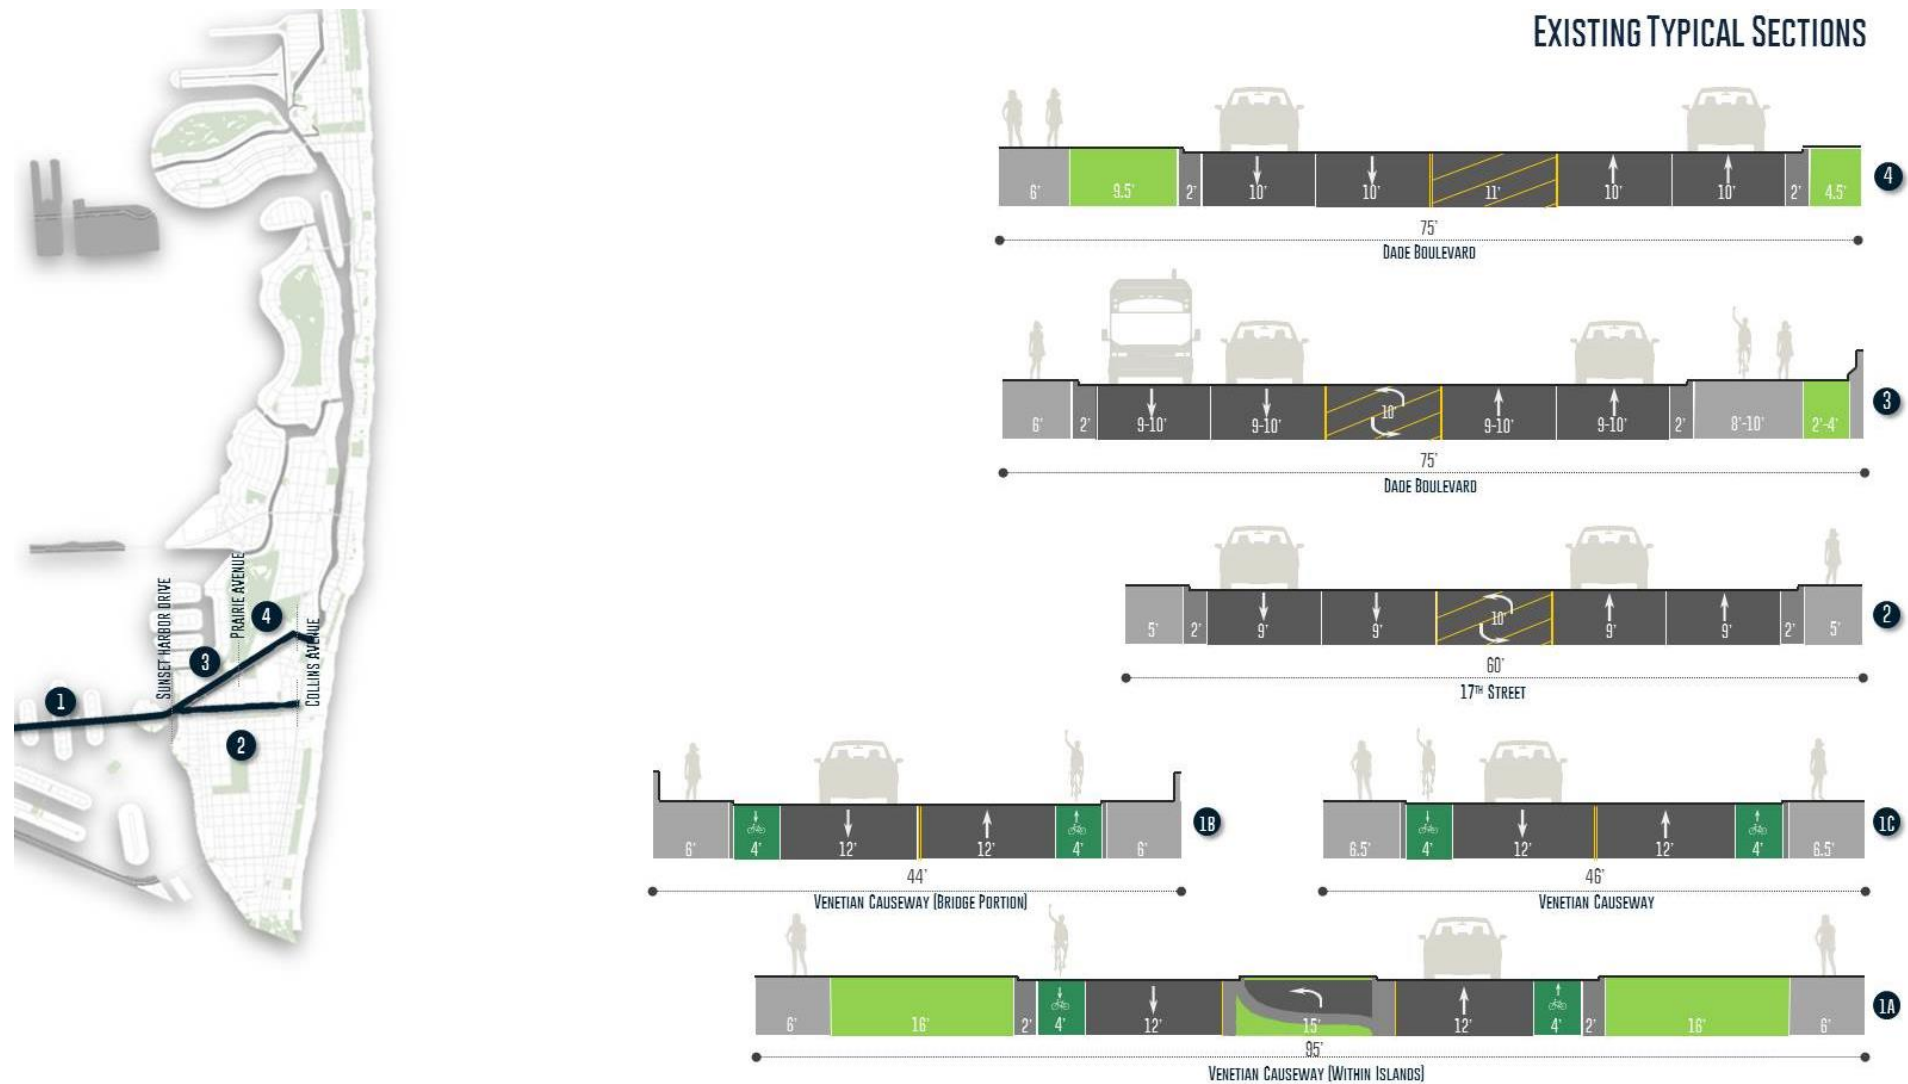 EXISTING TYPICAL SECTIONS
6' 9.5' 2' 10' 10' 11' 10' 10' 2' 4.5'
4
75'
DADE BOULEVARD
6' 2' 9-10' 9-10' 10' 9-10' 9-10' 2' 8'-10' 2'-4'
3
75'
DADE BOULEVARD
5' 2' 9' 9' 10' 9' 9' 2' 5'
2
60'
17TH STREET
6' 4' 12' 12' 4' 6'
1B
44'
VENETIAN CAUSEWAY (BRIDGE PORTION)
6.5' 4' 12' 12' 4' 6.5'
1C
46'
VENETIAN CAUSEWAY
6' 16' 2' 4' 12' 15' 12' 4' 2' 16' 6'
1A
95'
VENETIAN CAUSEWAY (WITHIN ISLANDS)
SUNSET HARBOR DRIVE
PRAIRIE AVENUE
COLLINS AVENUE
4
3
1
2